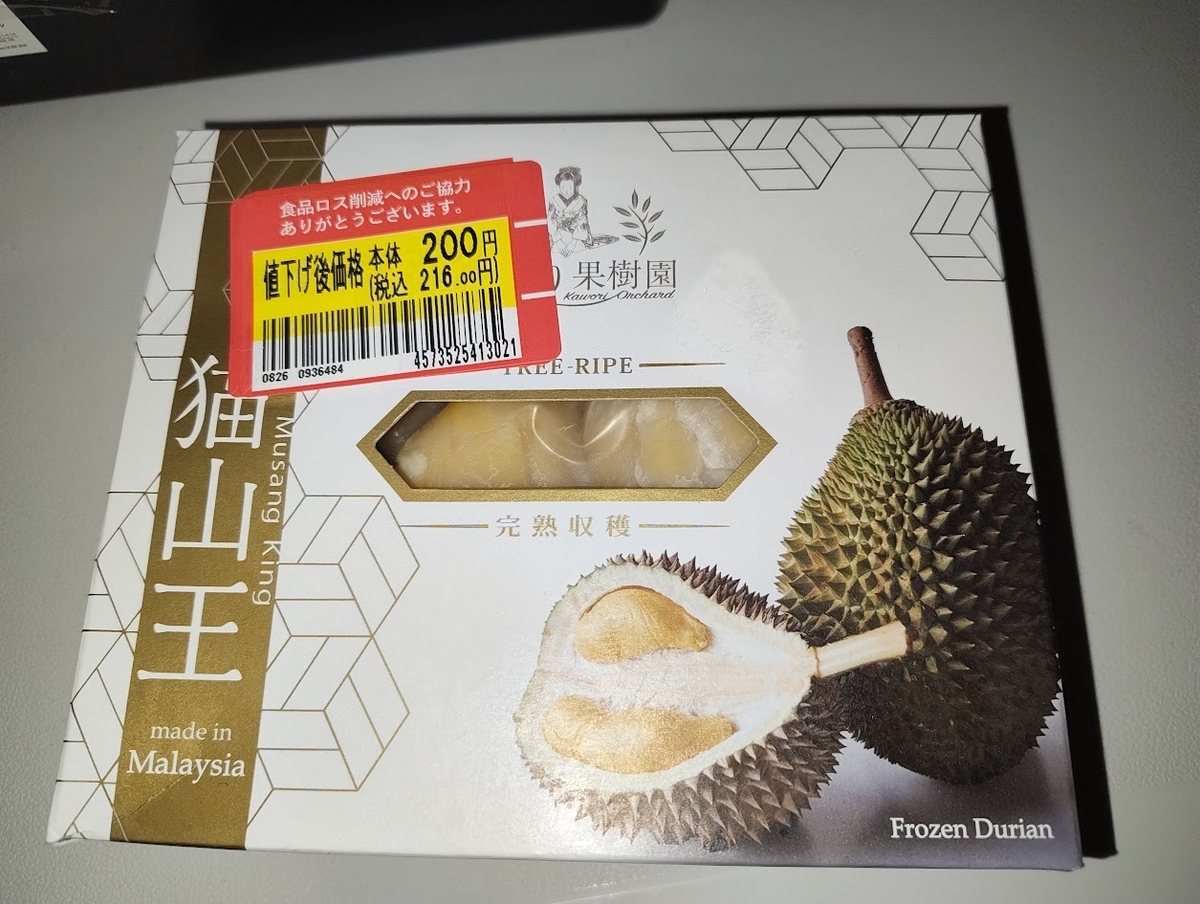 食品ロス削減へのご協力
ありがとうございます。
値下げ後価格 本体 200円
(税込 216.00円)
4573525413021
0826 0936484
り 果樹園
Kawori Orchard
TREE-RIPE
完熟収穫
猫山王
Musang King
made in
Malaysia
Frozen Durian